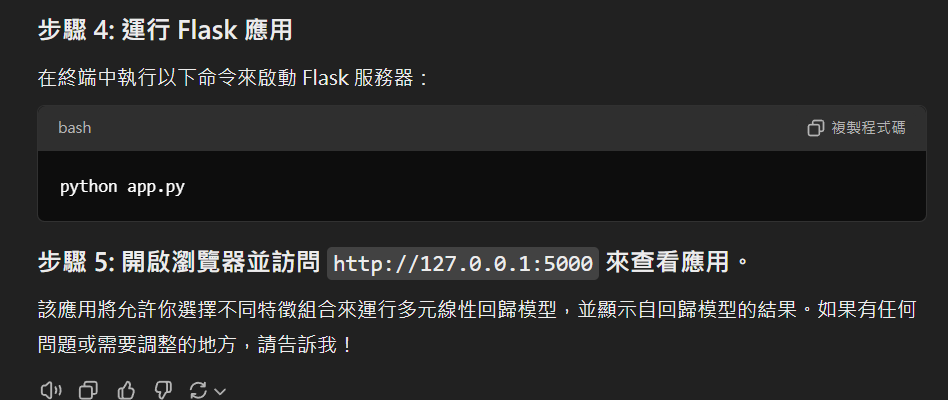 步驟 4: 運行 Flask 應用
在終端中執行以下命令來啟動 Flask 服務器：
bash
複製程式碼
python app.py
步驟 5: 開啟瀏覽器並訪問 http://127.0.0.1:5000 來查看應用。
該應用將允許你選擇不同特徵組合來運行多元線性回歸模型，並顯示自回歸模型的結果。如果有任何
問題或需要調整的地方，請告訴我！